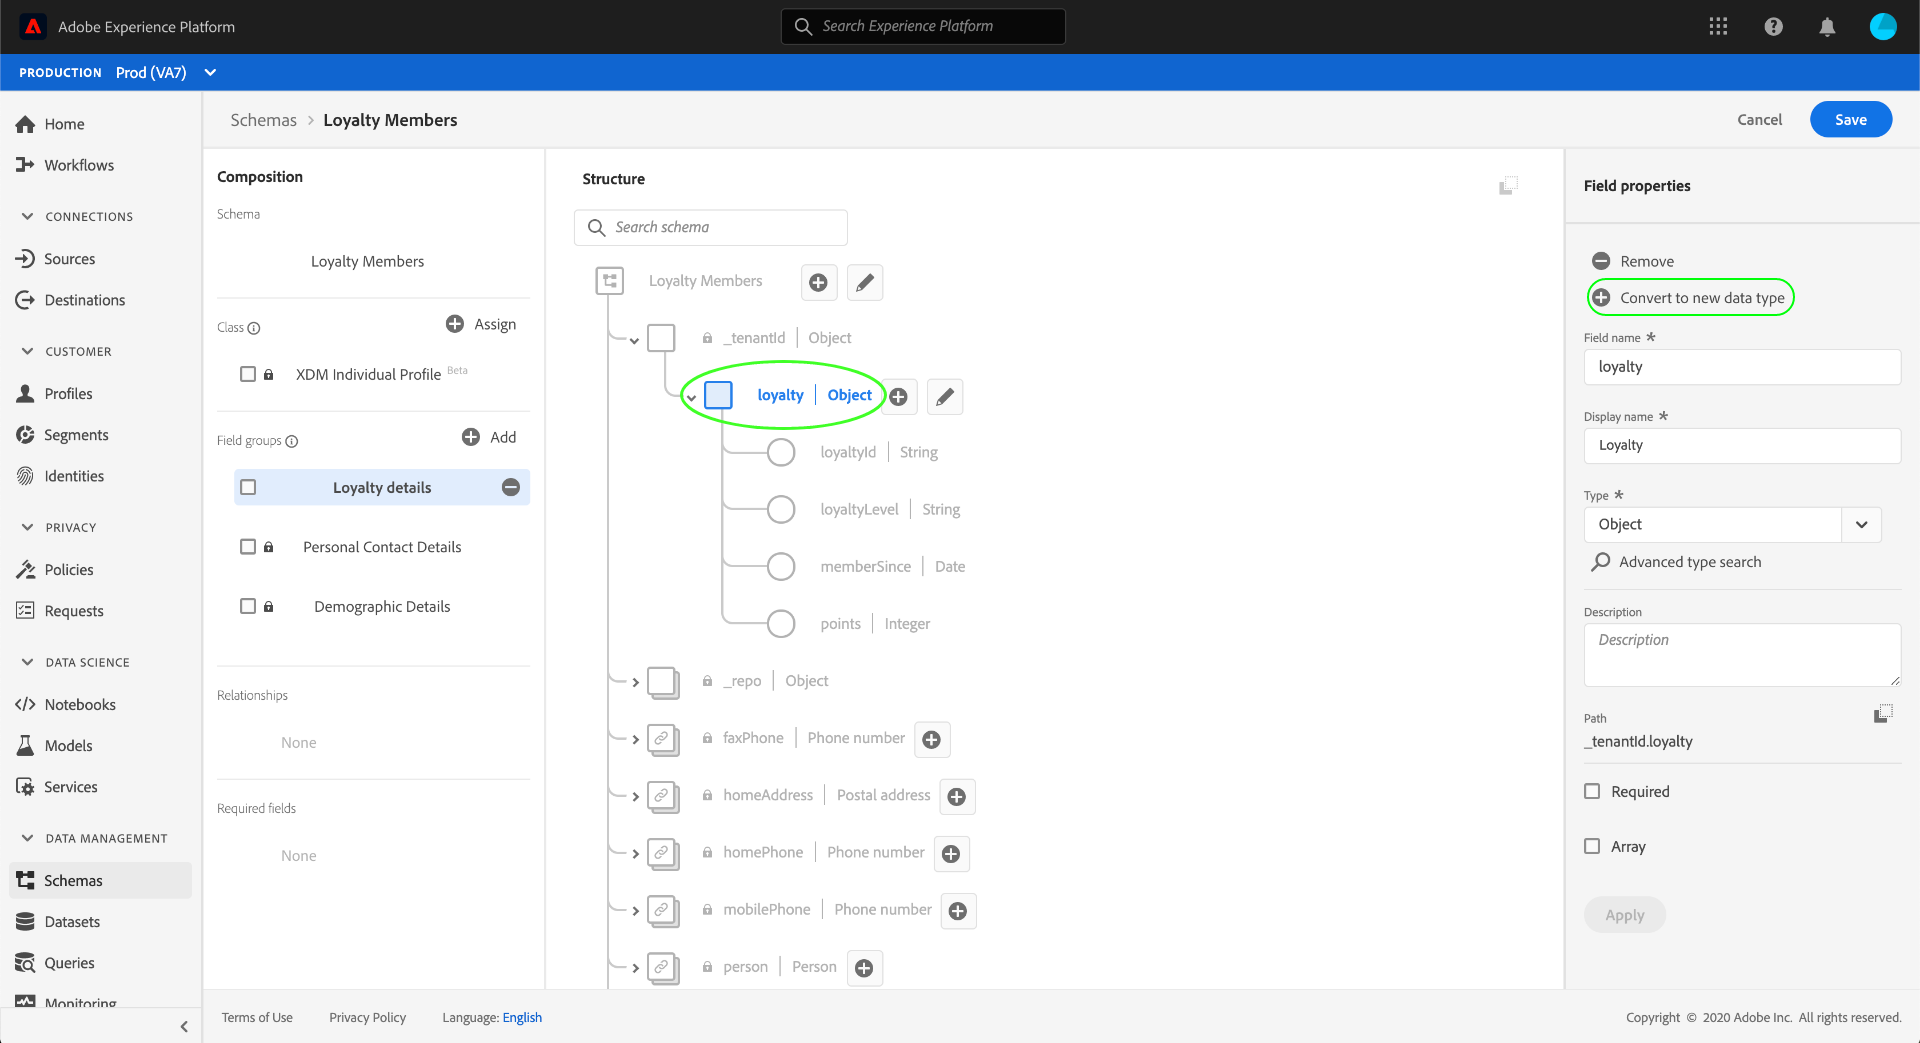 Adobe Experience Platform
Search Experience Platform
PRODUCTION Prod (VA7)
Home
Workflows
CONNECTIONS
Sources
Destinations
CUSTOMER
Profiles
Segments
Identities
PRIVACY
Policies
Requests
DATA SCIENCE
Notebooks
Models
Services
DATA MANAGEMENT
Schemas
Datasets
Queries
Monitoring
Schemas > Loyalty Members
Cancel
Save
Composition
Schema
Loyalty Members
Class
Assign
XDM Individual Profile Beta
Field groups
Add
Loyalty details
Personal Contact Details
Demographic Details
Relationships
None
Required fields
None
Structure
Search schema
Loyalty Members
_tenantId | Object
loyalty | Object
loyaltyId | String
loyaltyLevel | String
memberSince | Date
points | Integer
_repo | Object
faxPhone | Phone number
homeAddress | Postal address
homePhone | Phone number
mobilePhone | Phone number
person | Person
Field properties
Remove
Convert to new data type
Field name *
loyalty
Display name *
Loyalty
Type *
Object
Advanced type search
Description
Description
Path
_tenantId.loyalty
Required
Array
Apply
Terms of Use
Privacy Policy
Language: English
Copyright © 2020 Adobe Inc. All rights reserved.